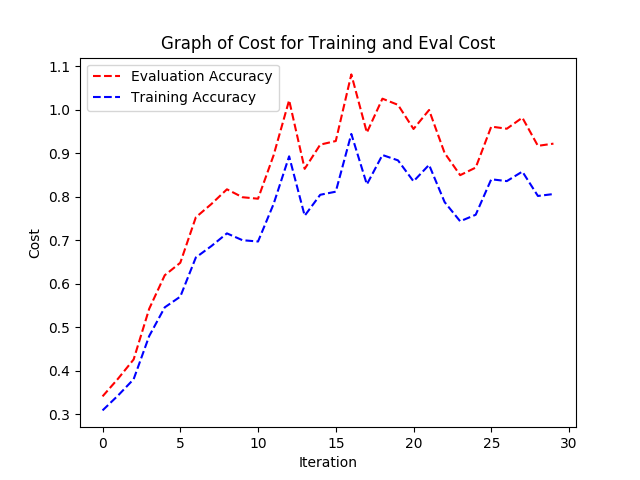 Graph of Cost for Training and Eval Cost
Evaluation Accuracy
Training Accuracy
Cost
1.1
1.0
0.9
0.8
0.7
0.6
0.5
0.4
0.3
0 5 10 15 20 25 30
Iteration